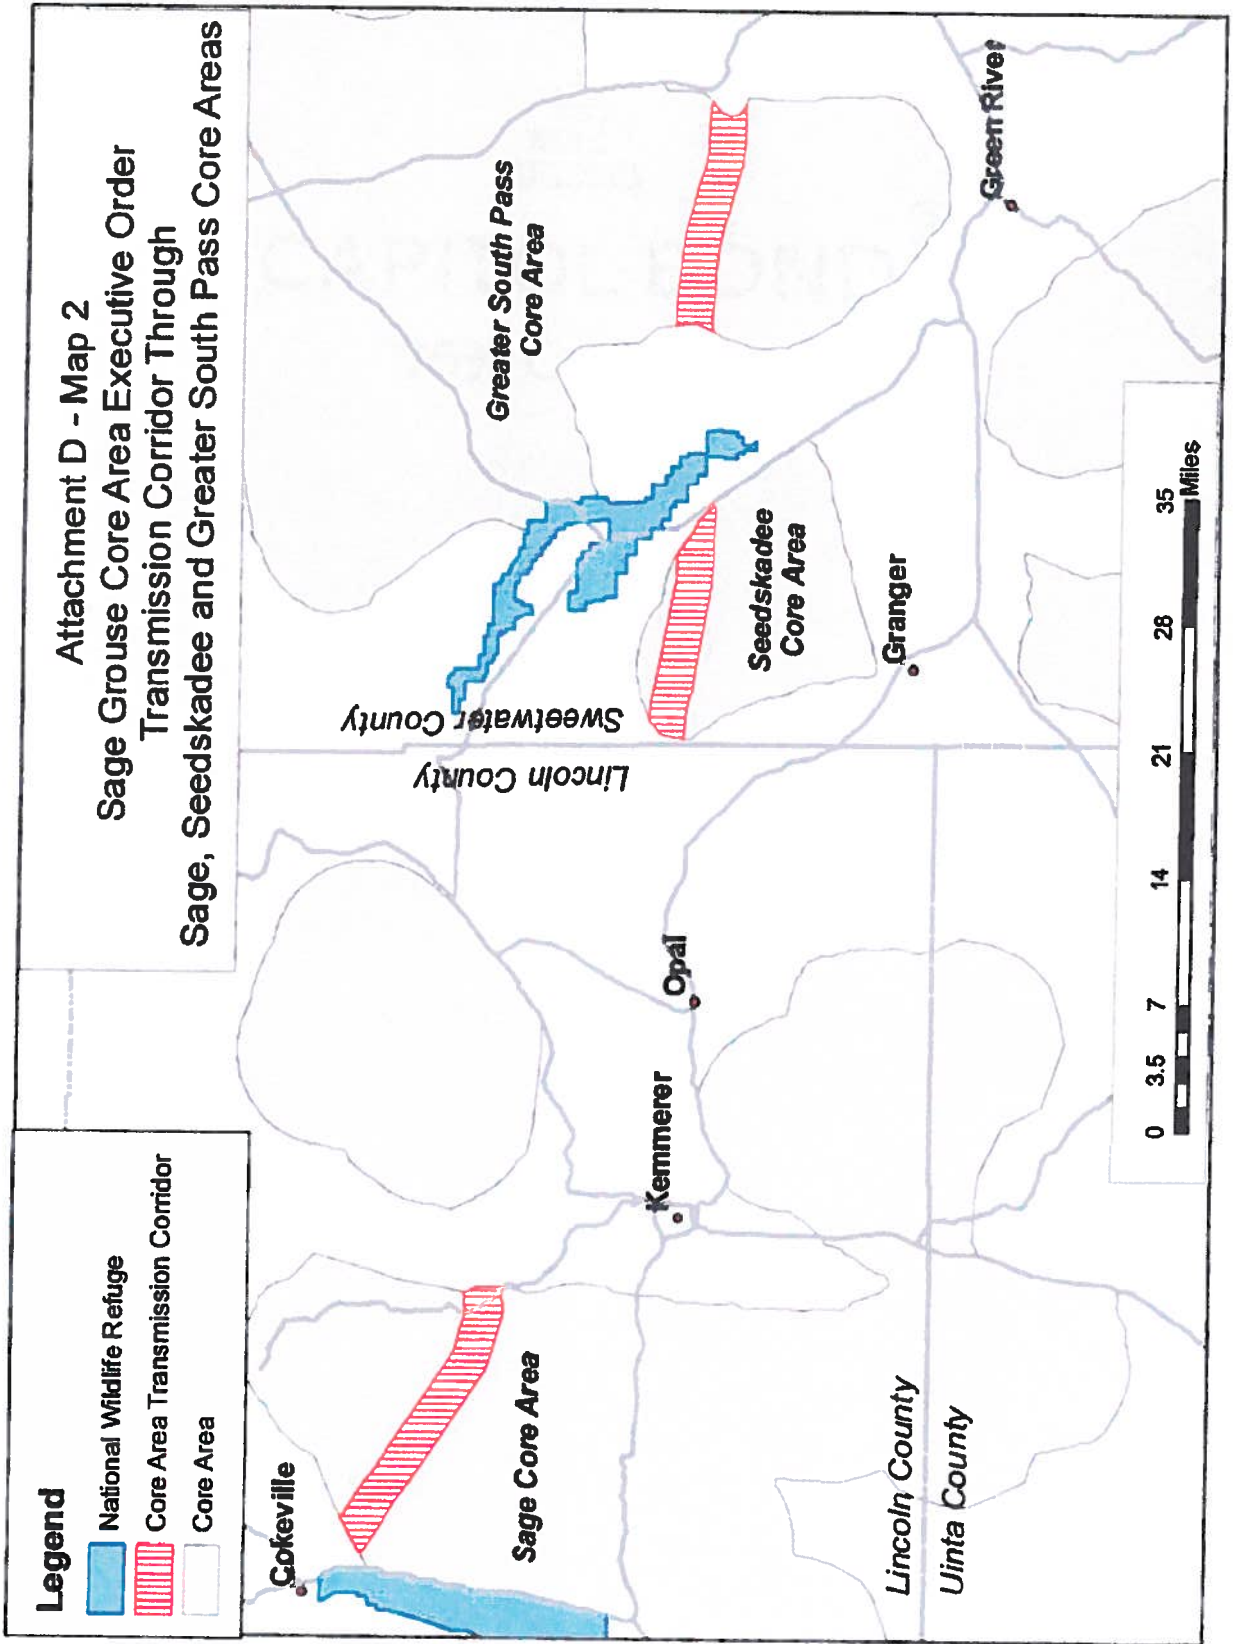 Attachment D - Map 2
Sage Grouse Core Area Executive Order
Transmission Corridor Through
Sage, Seedskadee and Greater South Pass Core Areas
Legend
National Wildlife Refuge
Core Area Transmission Corridor
Core Area
Cokeville
Sage Core Area
Kemmerer
Opal
Lincoln County
Sweetwater County
Greater South Pass
Core Area
Seedskadee
Core Area
Granger
Green River
Lincoln County
Uinta County
0 3.5 7 14 21 28 35
Miles